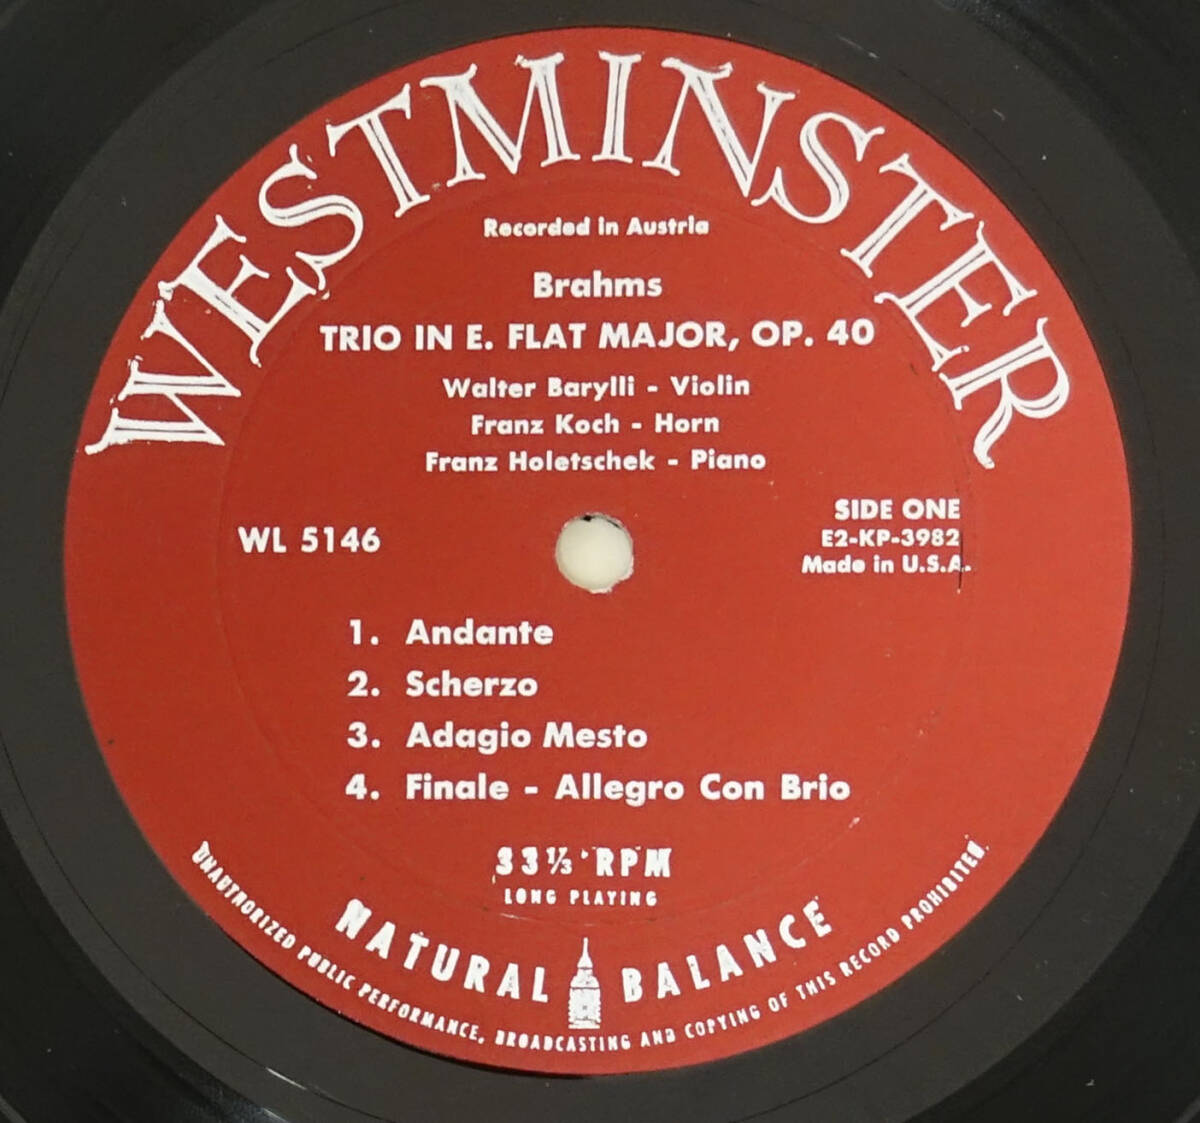 WESTMINSTER
Recorded in Austria
Brahms
TRIO IN E. FLAT MAJOR, OP. 40
Walter Barylli - Violin
Franz Koch - Horn
Franz Holetschek - Piano
WL 5146
SIDE ONE
E2-KP-3982
Made in U.S.A.
1. Andante
2. Scherzo
3. Adagio Mesto
4. Finale - Allegro Con Brio
33 1/3 RPM
LONG PLAYING
NATURAL BALANCE
UNAUTHORIZED PUBLIC PERFORMANCE, BROADCASTING AND COPYING OF THIS RECORD PROHIBITED.